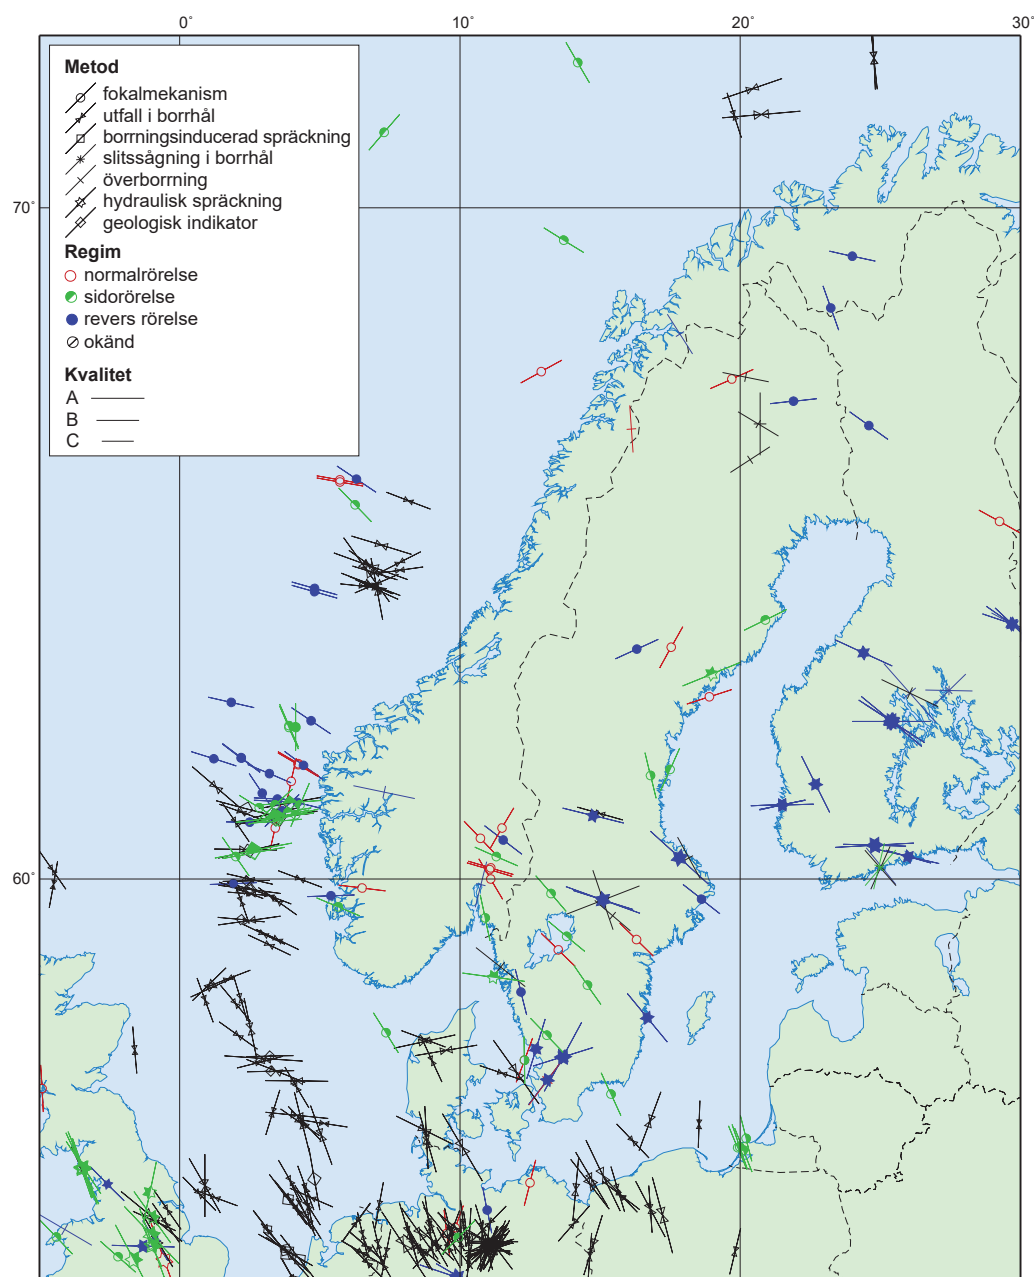 0°
10°
20°
30°
Metod
fokalmekanism
utfall i borrhål
borrningsinducerad spräckning
slitssågning i borrhål
överborrning
hydraulisk spräckning
geologisk indikator
Regim
normalrörelse
sidorörelse
revers rörelse
okänd
Kvalitet
A
B
C
70°
60°